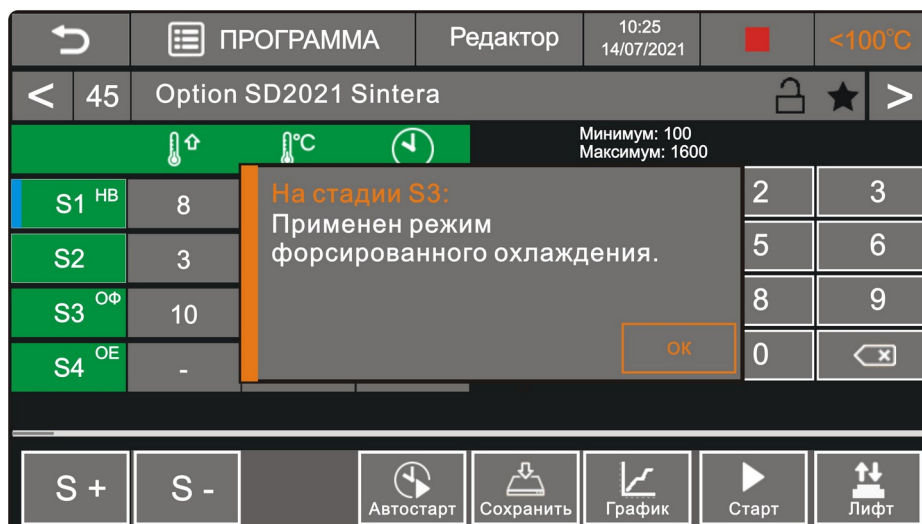 ПРОГРАММА
Редактор
10:25
14/07/2021
<100°C
< 45 Option SD2021 Sintera >
°C
Минимум: 100
Максимум: 1600
На стадии S3:
Применен режим
форсированного охлаждения.
ОК
S1 НВ 8
2 3
S2 3
5 6
S3 ОФ 10
8 9
S4 ОЕ -
0
S +
S -
Автостарт
Сохранить
График
Старт
Лифт